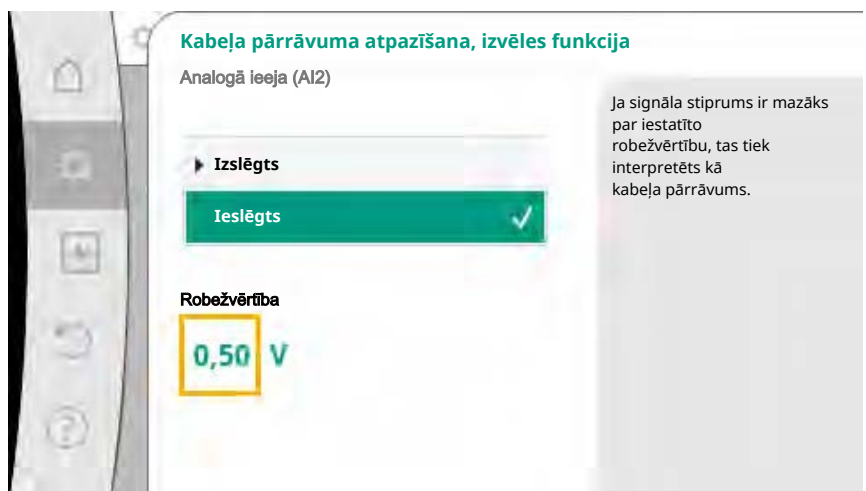 Kabeļa pārrāvuma atpazīšana, izvēles funkcija
Analogā ieeja (AI2)
Izslēgts
Ieslēgts
Robežvērtība
0,50 V
Ja signāla stiprums ir mazāks
par iestatīto
robežvērtību, tas tiek
interpretēts kā
kabeļa pārrāvums.